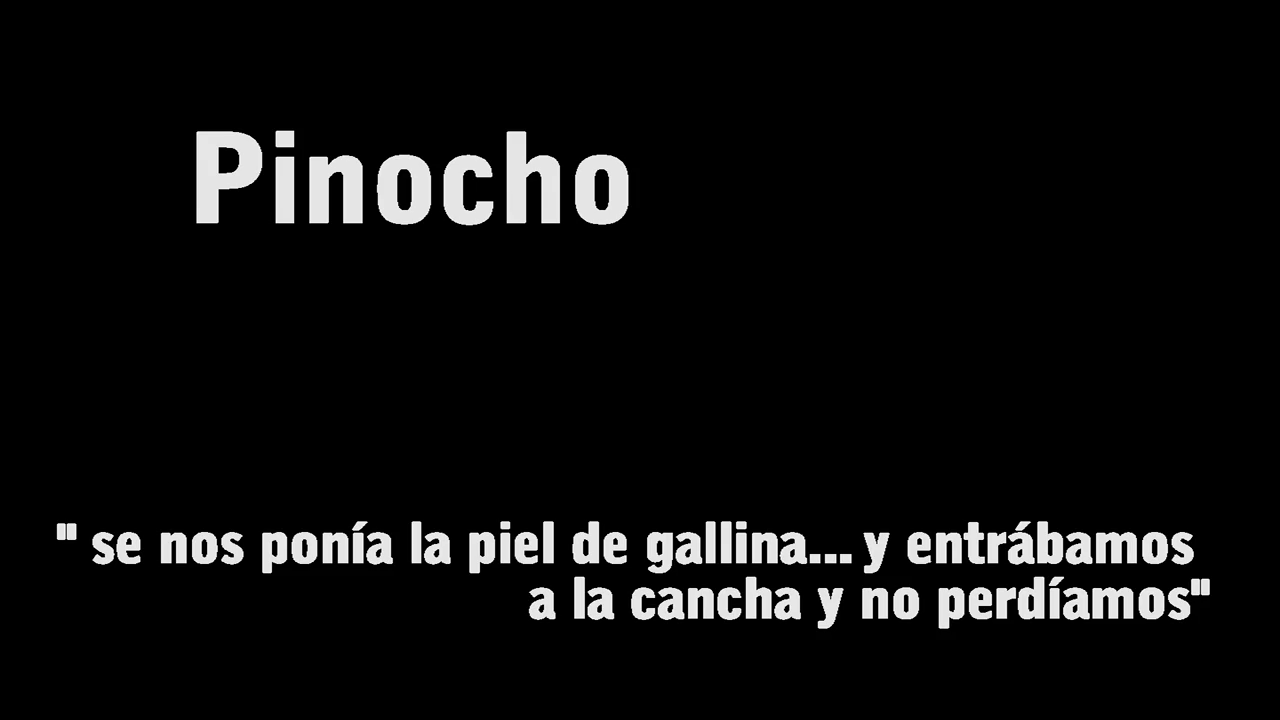 Pinocho
" se nos ponía la piel de gallina... y entrábamos
a la cancha y no perdíamos"